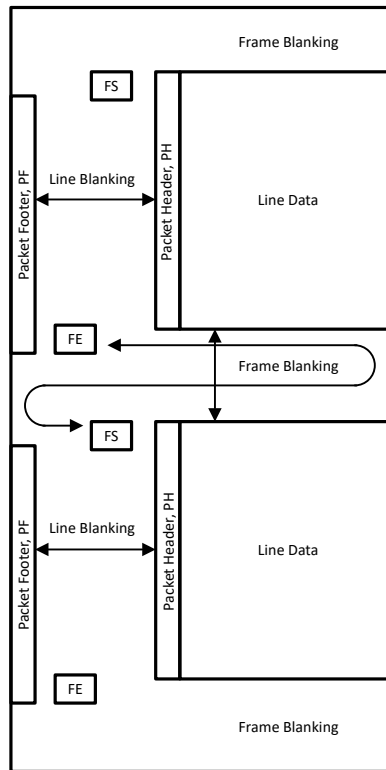 Frame Blanking
FS
Packet Footer, PF
Line Blanking
Packet Header, PH
Line Data
FE
Frame Blanking
FS
Packet Footer, PF
Line Blanking
Packet Header, PH
Line Data
FE
Frame Blanking